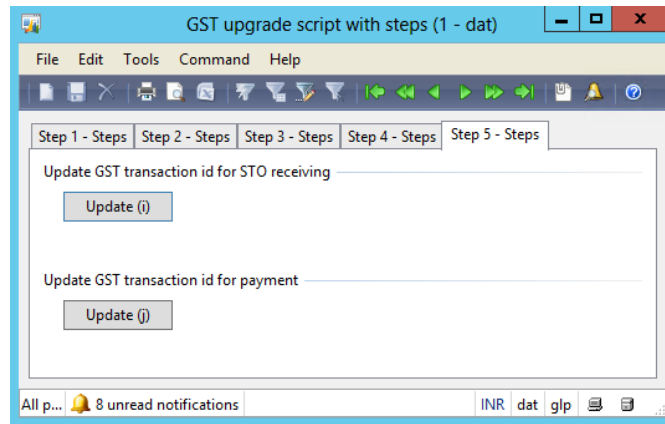 GST upgrade script with steps (1 - dat)
File Edit Tools Command Help
Step 1 - Steps Step 2 - Steps Step 3 - Steps Step 4 - Steps Step 5 - Steps
Update GST transaction id for STO receiving
Update (i)
Update GST transaction id for payment
Update (j)
All p... 8 unread notifications INR dat glp